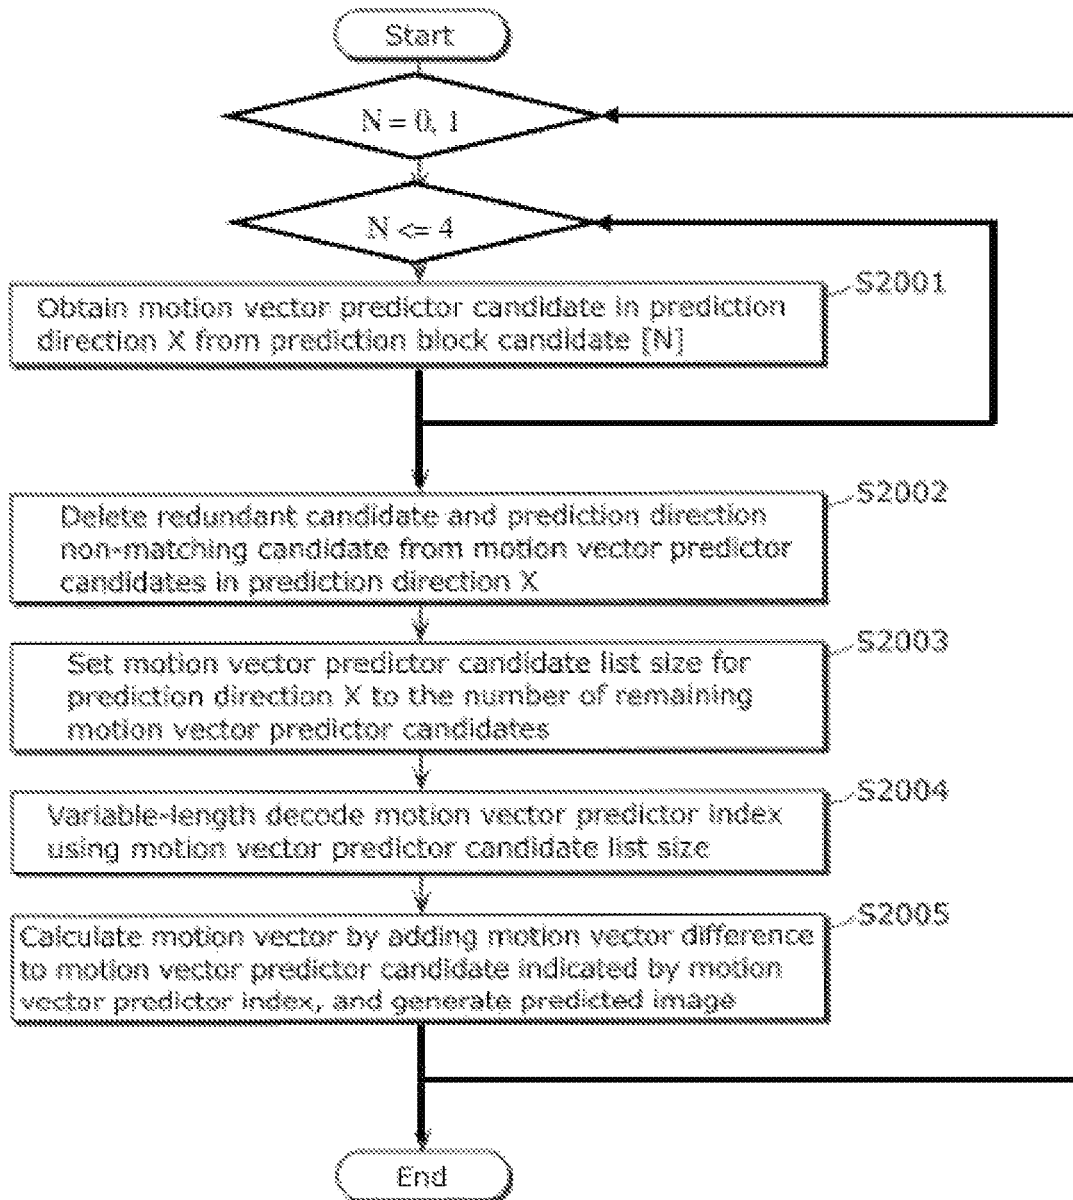 Start
N = 0, 1
N <= 4
S2001
Obtain motion vector predictor candidate in prediction
direction X from prediction block candidate [N]
S2002
Delete redundant candidate and prediction direction
non-matching candidate from motion vector predictor
candidates in prediction direction X
S2003
Set motion vector predictor candidate list size for
prediction direction X to the number of remaining
motion vector predictor candidates
S2004
Variable-length decode motion vector predictor index
using motion vector predictor candidate list size
S2005
Calculate motion vector by adding motion vector difference
to motion vector predictor candidate indicated by motion
vector predictor index, and generate predicted image
End